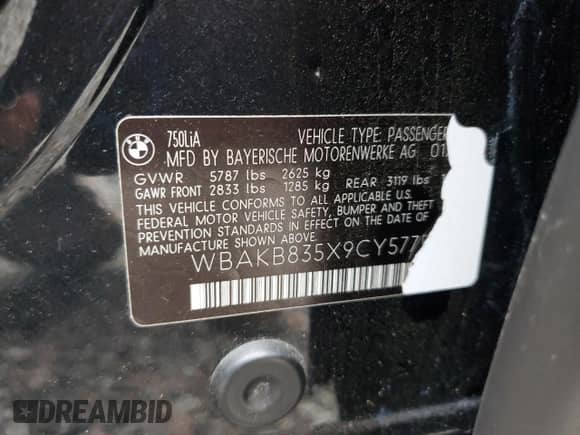 BMW
750LiA VEHICLE TYPE: PASSENGER
MFD BY BAYERISCHE MOTORENWERKE AG 01
GVWR 5787 lbs 2625 kg
GAWR FRONT 2833 lbs 1285 kg REAR 3119 lbs
THIS VEHICLE CONFORMS TO ALL APPLICABLE U.S.
FEDERAL MOTOR VEHICLE SAFETY, BUMPER AND THEFT
PREVENTION STANDARDS IN EFFECT ON THE DATE OF
MANUFACTURE SHOWN ABOVE.
WBAKB835X9CY577
DREAMBID